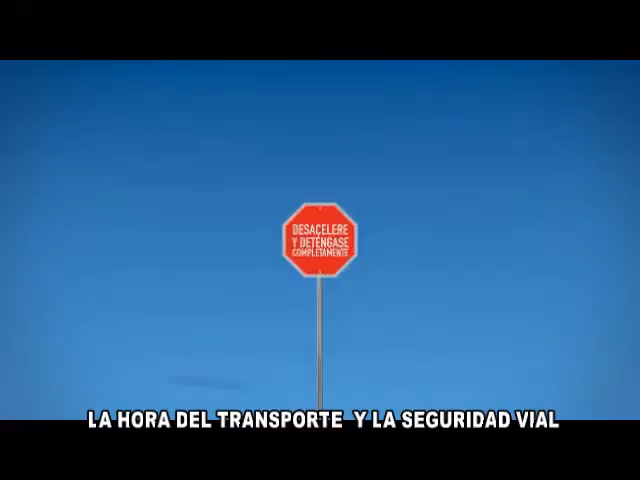 DESACELERE
Y DETÉNGASE
COMPLETAMENTE
LA HORA DEL TRANSPORTE Y LA SEGURIDAD VIAL